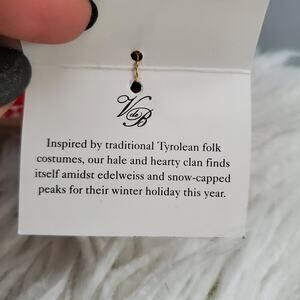 V de B
Inspired by traditional Tyrolean folk
costumes, our hale and hearty clan finds
itself amidst edelweiss and snow-capped
peaks for their winter holiday this year.